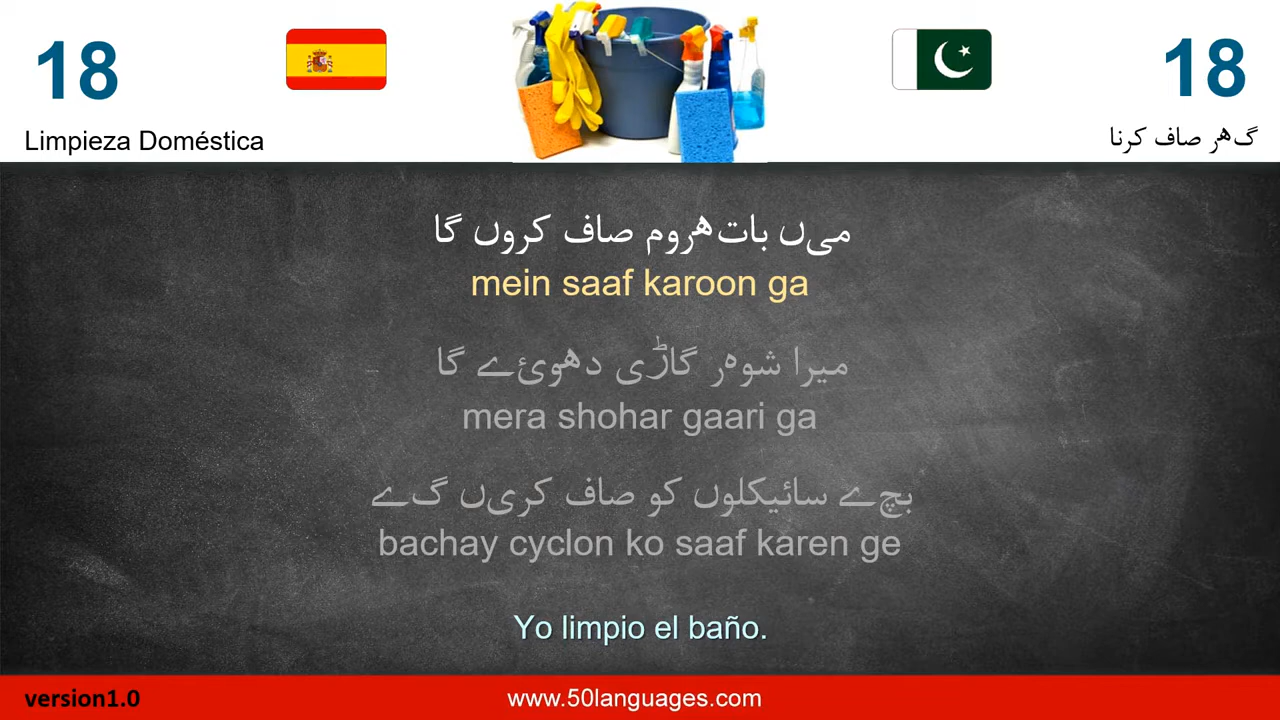 18
18
Limpieza Doméstica
گھر صاف کرنا
میں باتھروم صاف کروں گا
mein saaf karoon ga
میرا شوہر گاڑی دھوئے گا
mera shohar gaari ga
بچے سائیکلوں کو صاف کریں گے
bachay cyclon ko saaf karen ge
Yo limpio el baño.
version1.0
www.50languages.com